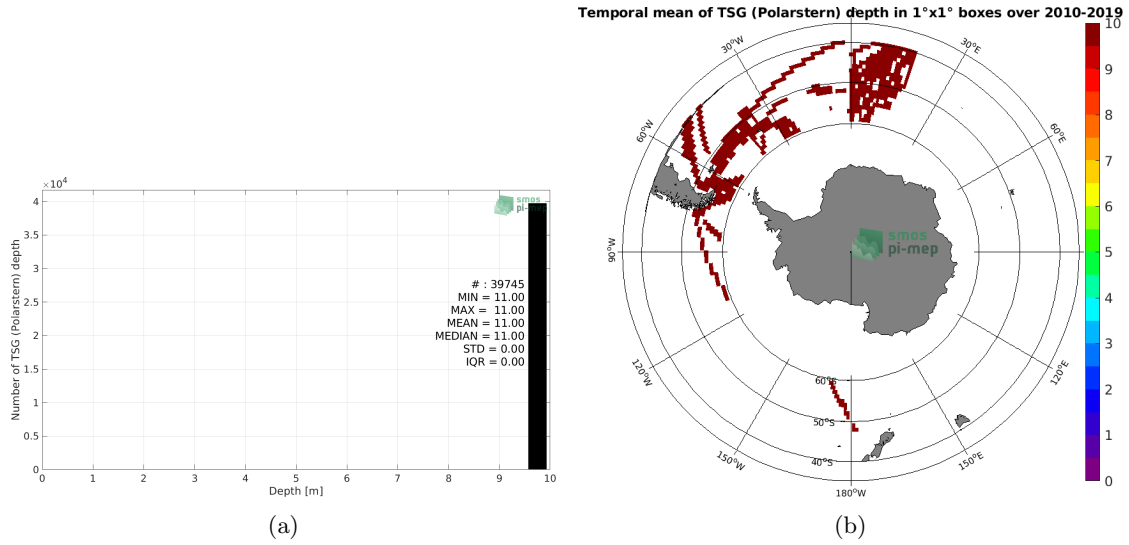 ×10⁴
4
3.5
3
2.5
2
1.5
1
0.5
0
Number of TSG (Polarstern) depth
smos
pi-mep
# : 39745
MIN = 11.00
MAX = 11.00
MEAN = 11.00
MEDIAN = 11.00
STD = 0.00
IQR = 0.00
0 1 2 3 4 5 6 7 8 9 10
Depth [m]
(a)
Temporal mean of TSG (Polarstern) depth in 1°x1° boxes over 2010-2019
30°W
30°E
60°W
60°E
90°W
smos
pi-mep
120°W
120°E
60°S
50°S
40°S
150°W
150°E
180°W
10
9
8
7
6
5
4
3
2
1
0
(b)